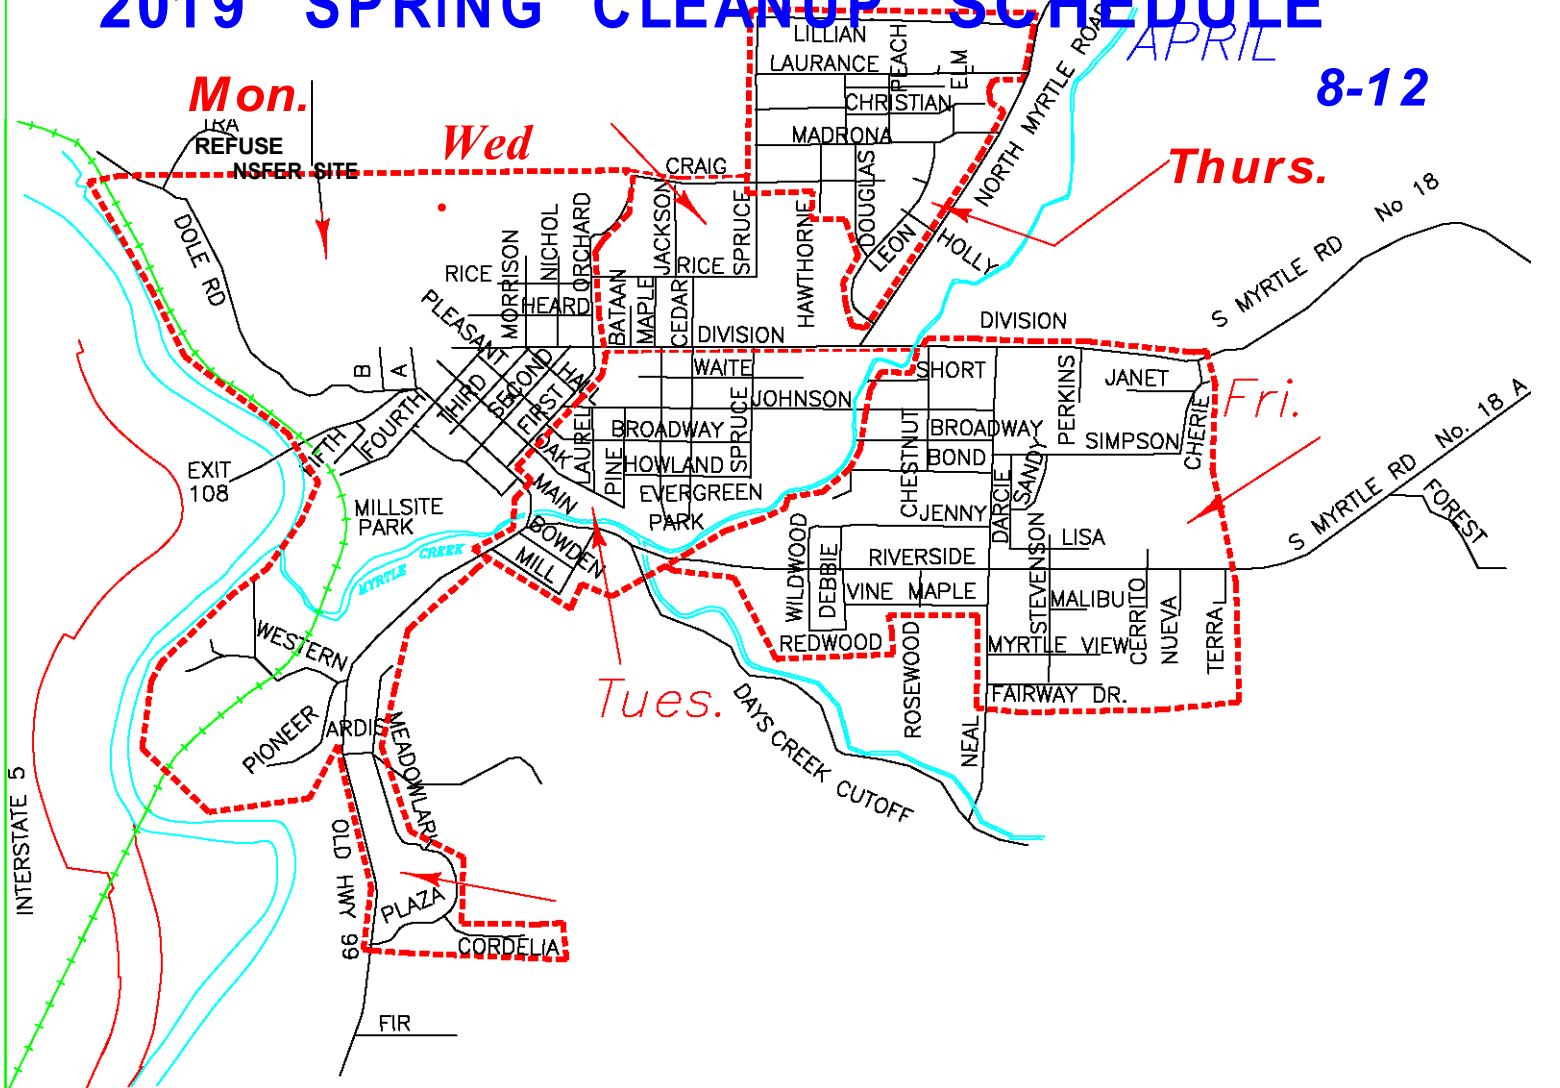 2019 SPRING CLEANUP SCHEDULE
APRIL
8-12
Mon.
Wed
Thurs.
Fri.
Tues.
TRA
REFUSE
NSFER SITE
LILLIAN
LAURANCE
PEACH
ELM
CHRISTIAN
MADRONA
NORTH MYRTLE ROAD
CRAIG
DOUGLAS
JACKSON
SPRUCE
HAWTHORNE
LEON
HOLLY
No 18
S MYRTLE RD
DOLE RD
RICE
MORRISON
NICHOL
ORCHARD
HEARD
PLEASANT
RICE
BATAAN
MAPLE
CEDAR
DIVISION
DIVISION
B
A
THIRD
SECOND
FIRST
FOURTH
WAITE
SHORT
JOHNSON
SPRUCE
PERKINS
JANET
CHERIE
No. 18 A
S MYRTLE RD
FOREST
LAUREL
PINE
BROADWAY
HOWLAND
EVERGREEN
PARK
OAK
MAIN
BOWDEN
MILL
CHESTNUT
BROADWAY
BOND
SIMPSON
SANDY
DARCIE
JENNY
EXIT
108
MILLSITE
PARK
MYRTLE CREEK
WILDWOOD
DEBBIE
RIVERSIDE
VINE MAPLE
STEVENSON
LISA
MALIBU
CERRITO
NUEVA
TERRA
REDWOOD
ROSEWOOD
MYRTLE VIEW
FAIRWAY DR.
NEAL
DAYS CREEK CUTOFF
WESTERN
PIONEER
ARDIS
OLD HWY 99
PLAZA
CORDELIA
FIR
INTERSTATE 5